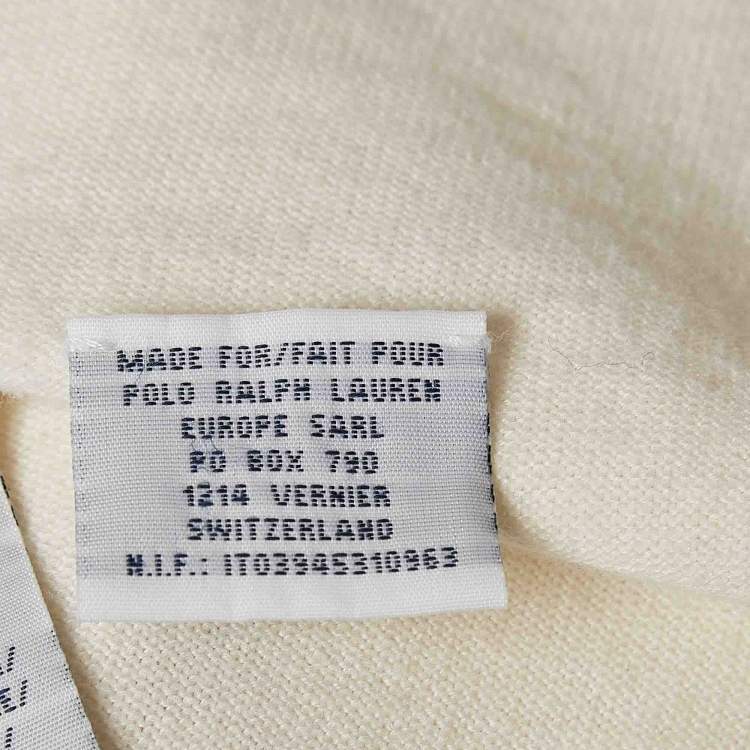 MADE FOR/FAIT POUR
POLO RALPH LAUREN
EUROPE SARL
PO BOX 790
1214 VERNIER
SWITZERLAND
N.I.F.: IT03945310963